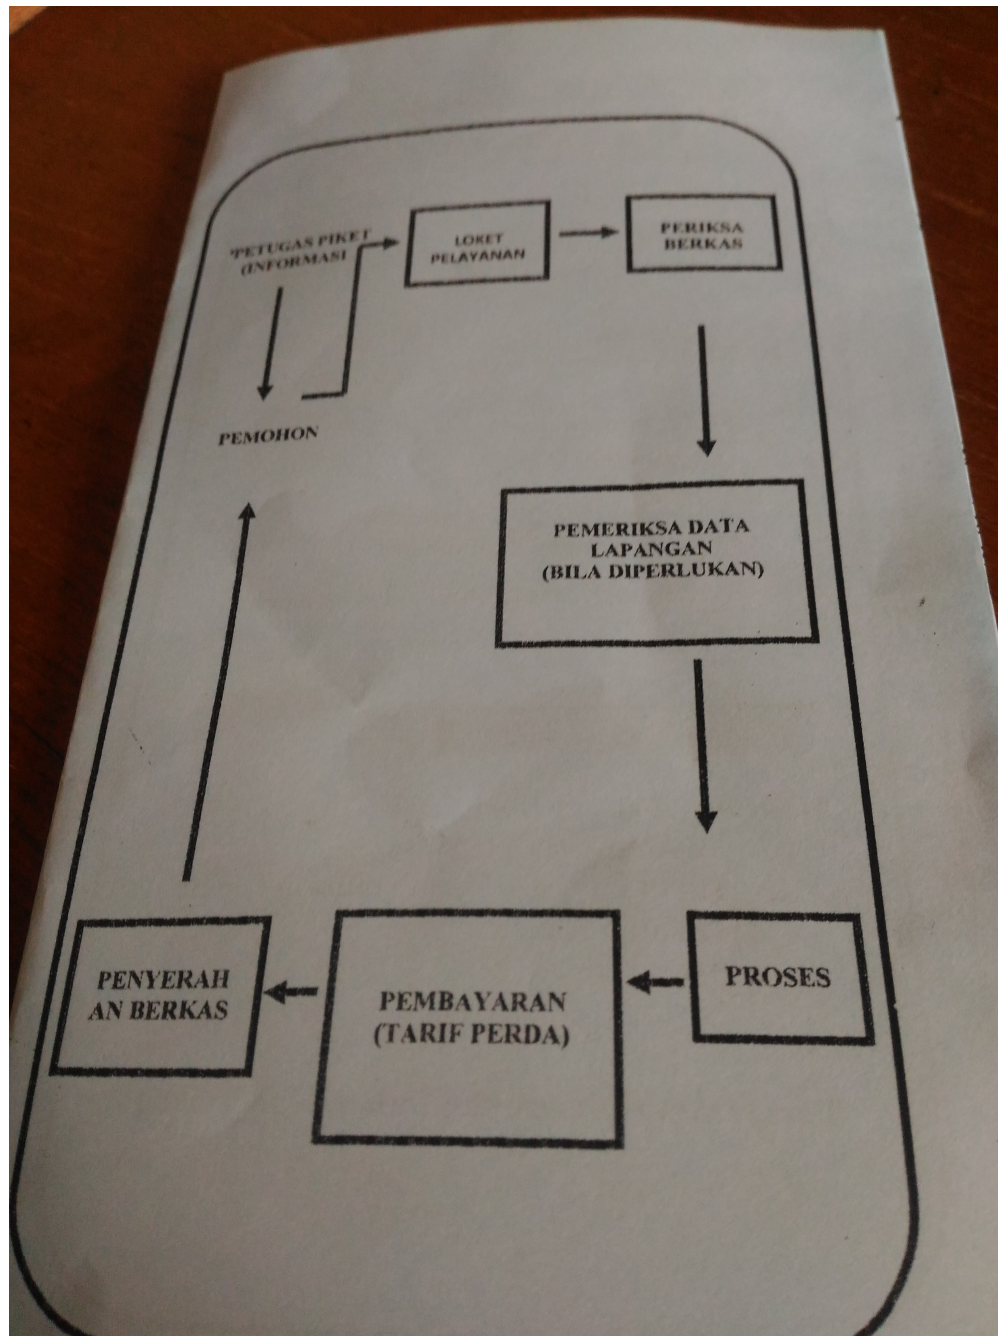 'PETUGAS PIKET
(INFORMASI
LOKET
PELAYANAN
PERIKSA
BERKAS
PEMOHON
PEMERIKSA DATA
LAPANGAN
(BILA DIPERLUKAN)
PROSES
PEMBAYARAN
(TARIF PERDA)
PENYERAH
AN BERKAS